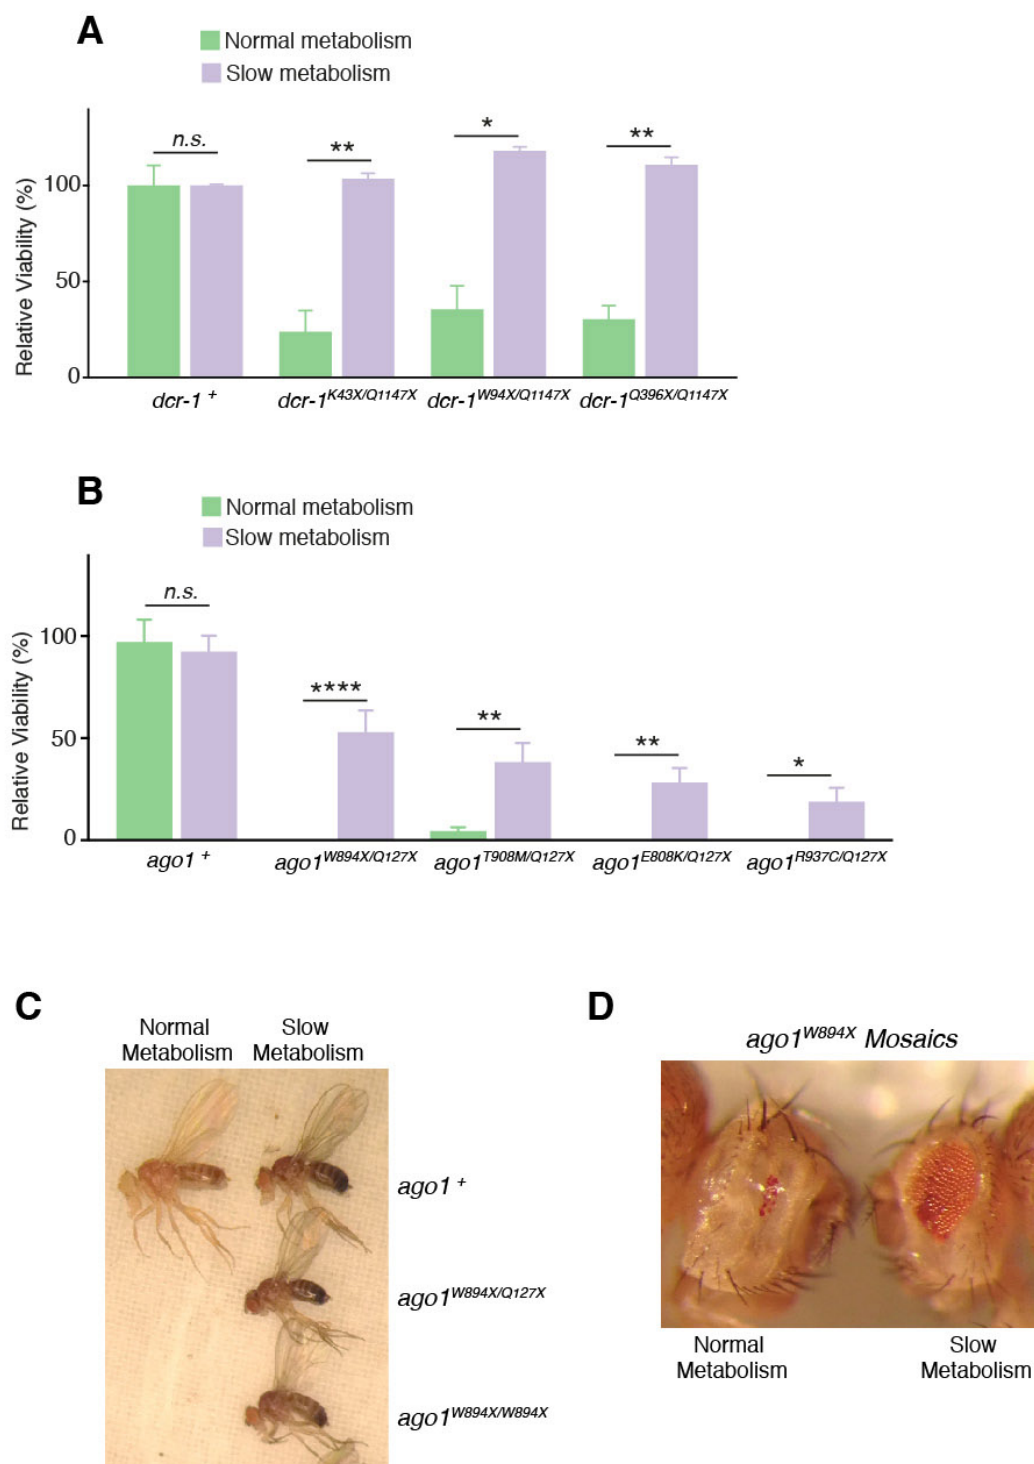 A
Normal metabolism
Slow metabolism
Relative Viability (%)
100
50
0
n.s.
**
*
**
dcr-1 +
dcr-1K43X/Q1147X
dcr-1W94X/Q1147X
dcr-1Q396X/Q1147X
B
Normal metabolism
Slow metabolism
Relative Viability (%)
100
50
0
n.s.
****
**
**
*
ago1 +
ago1W894X/Q127X
ago1T908M/Q127X
ago1E808K/Q127X
ago1R937C/Q127X
C
Normal
Metabolism
Slow
Metabolism
ago1 +
ago1W894X/Q127X
ago1W894X/W894X
D
ago1W894X Mosaics
Normal
Metabolism
Slow
Metabolism